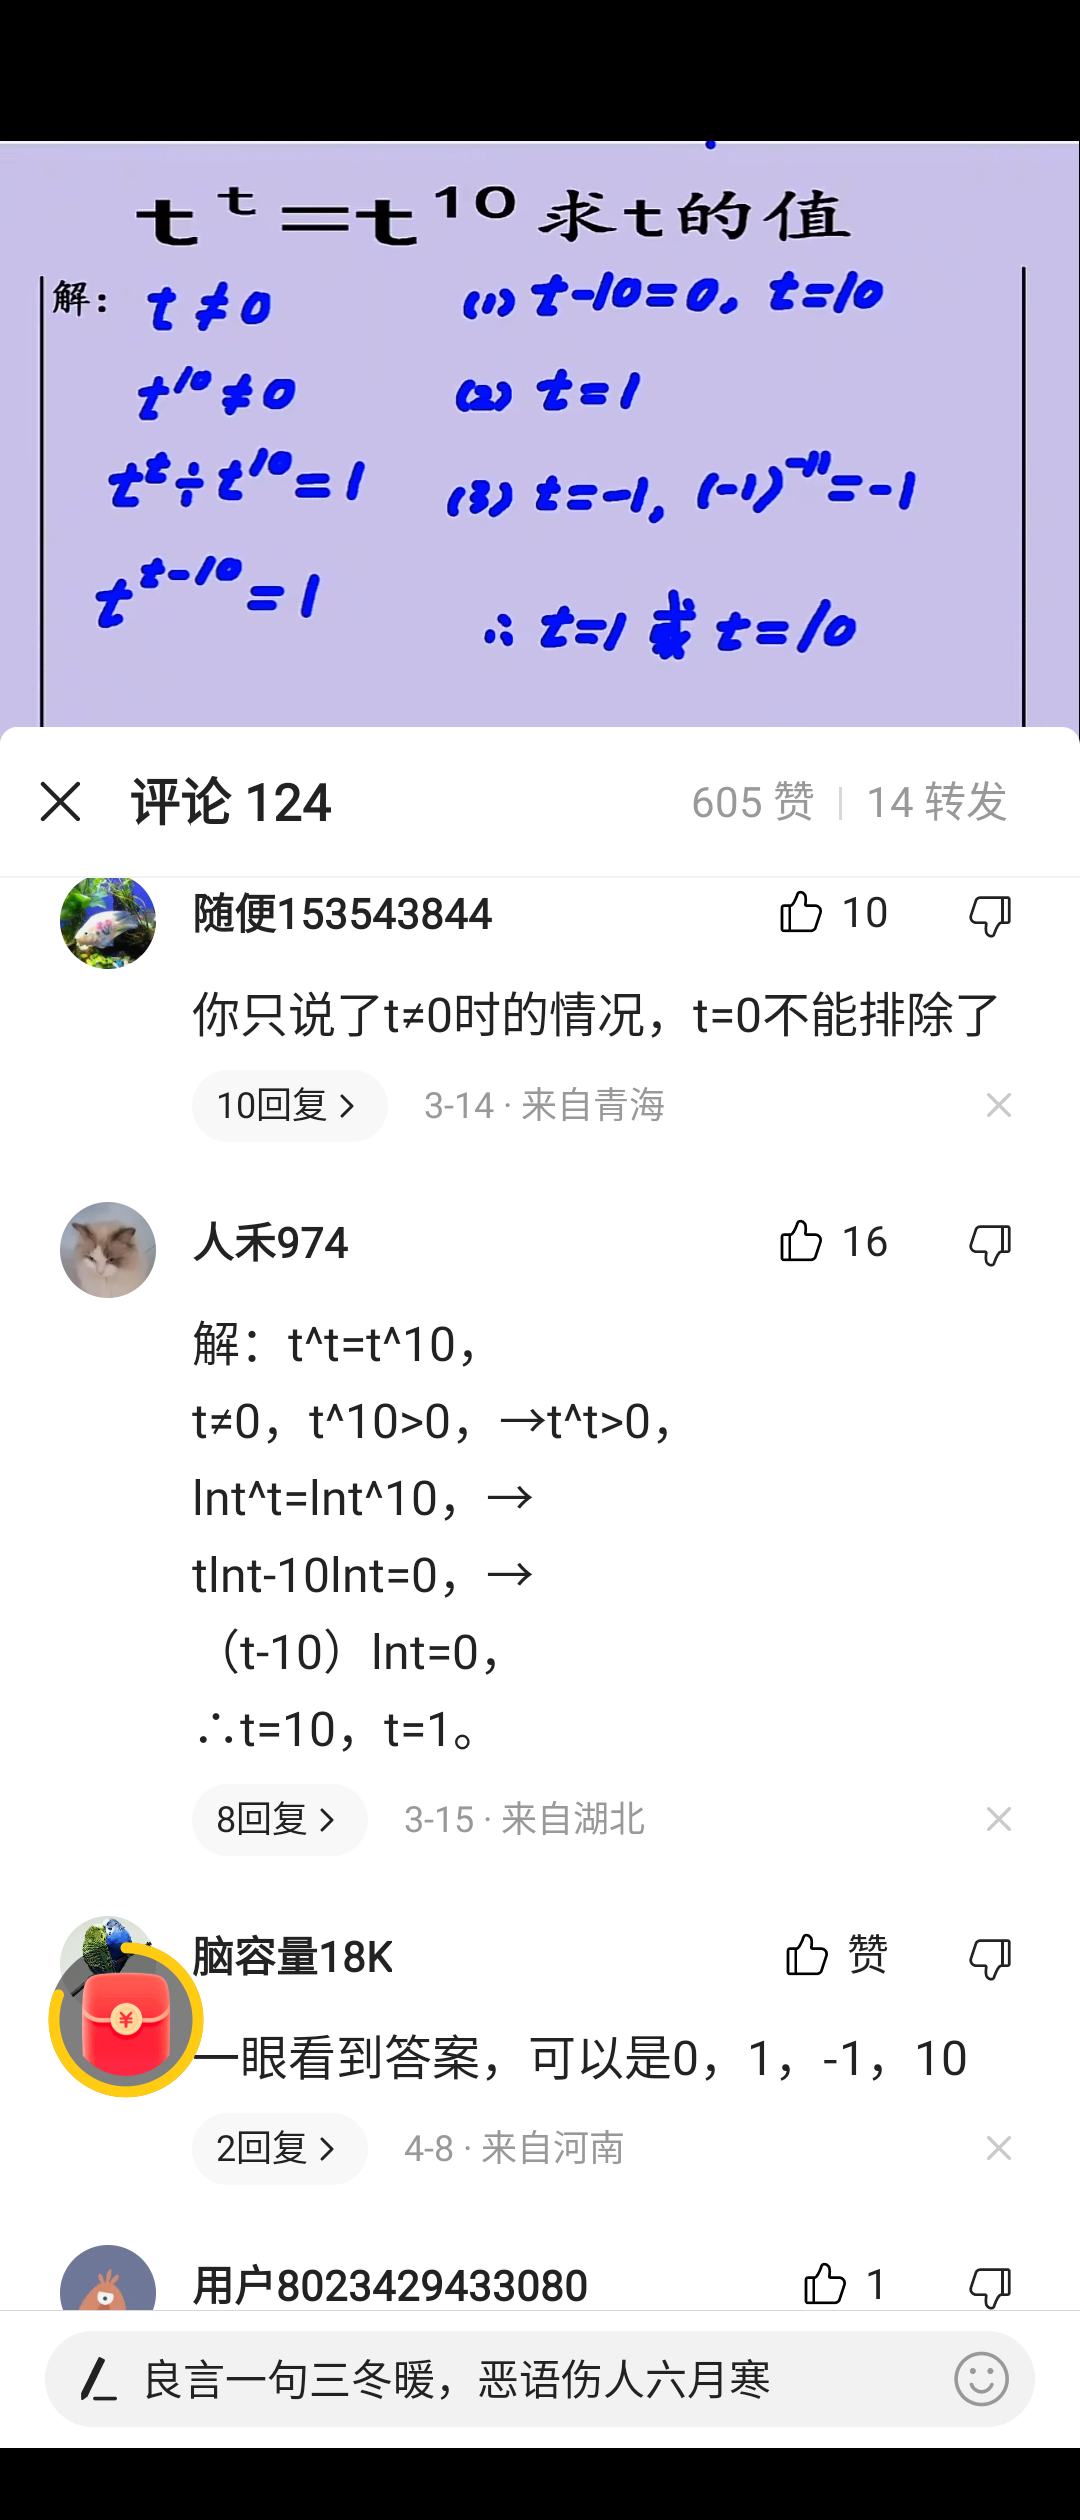 t^t=t^10 求t的值
解： t≠0
t^10≠0
t^t÷t^10=1
t^t-10=1
(1) t-10=0, t=10
(2) t=1
(3) t=-1, (-1)^-11=-1
∴ t=1 或 t=10
评论 124
605 赞 | 14 转发
随便153543844
10
你只说了t≠0时的情况，t=0不能排除了
10回复 >
3-14 · 来自青海
人禾974
16
解：t^t=t^10，
t≠0，t^10>0，→t^t>0，
lnt^t=lnt^10，→
tlnt-10lnt=0，→
（t-10）lnt=0，
∴t=10，t=1。
8回复 >
3-15 · 来自湖北
脑容量18K
赞
¥
一眼看到答案，可以是0，1，-1，10
2回复 >
4-8 · 来自河南
用户8023429433080
1
良言一句三冬暖，恶语伤人六月寒